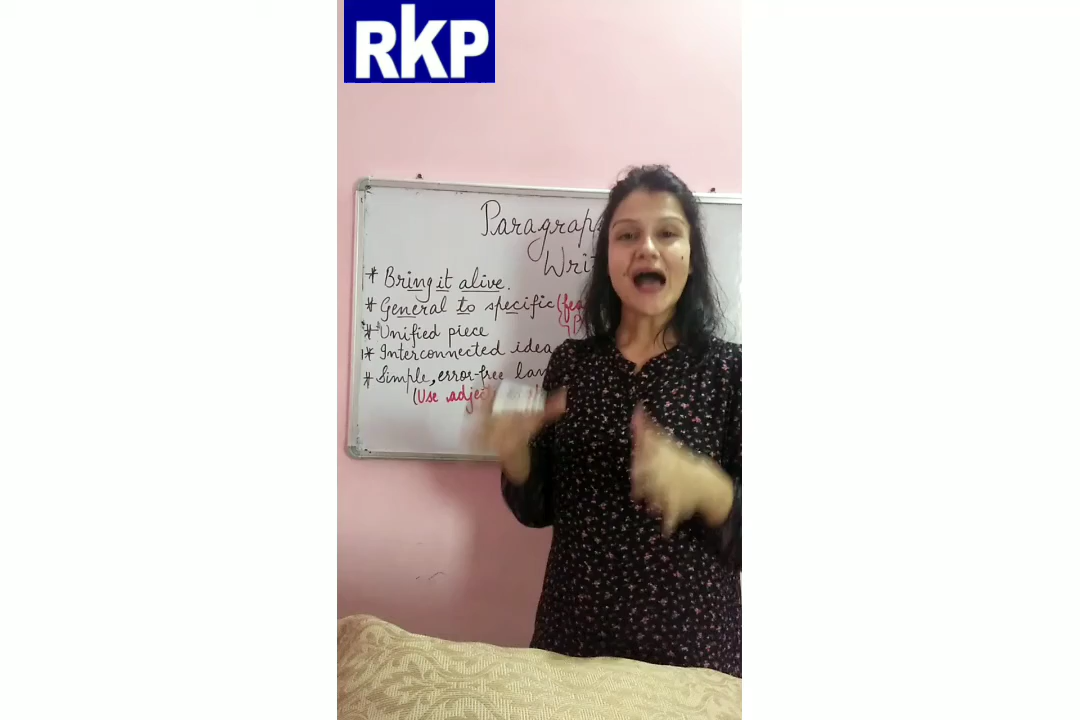 RKP
Paragrap
Writ
* Bring it alive.
* General to specific
* Unified piece
* Interconnected idea
* Simple, error-free lan
(Use adje